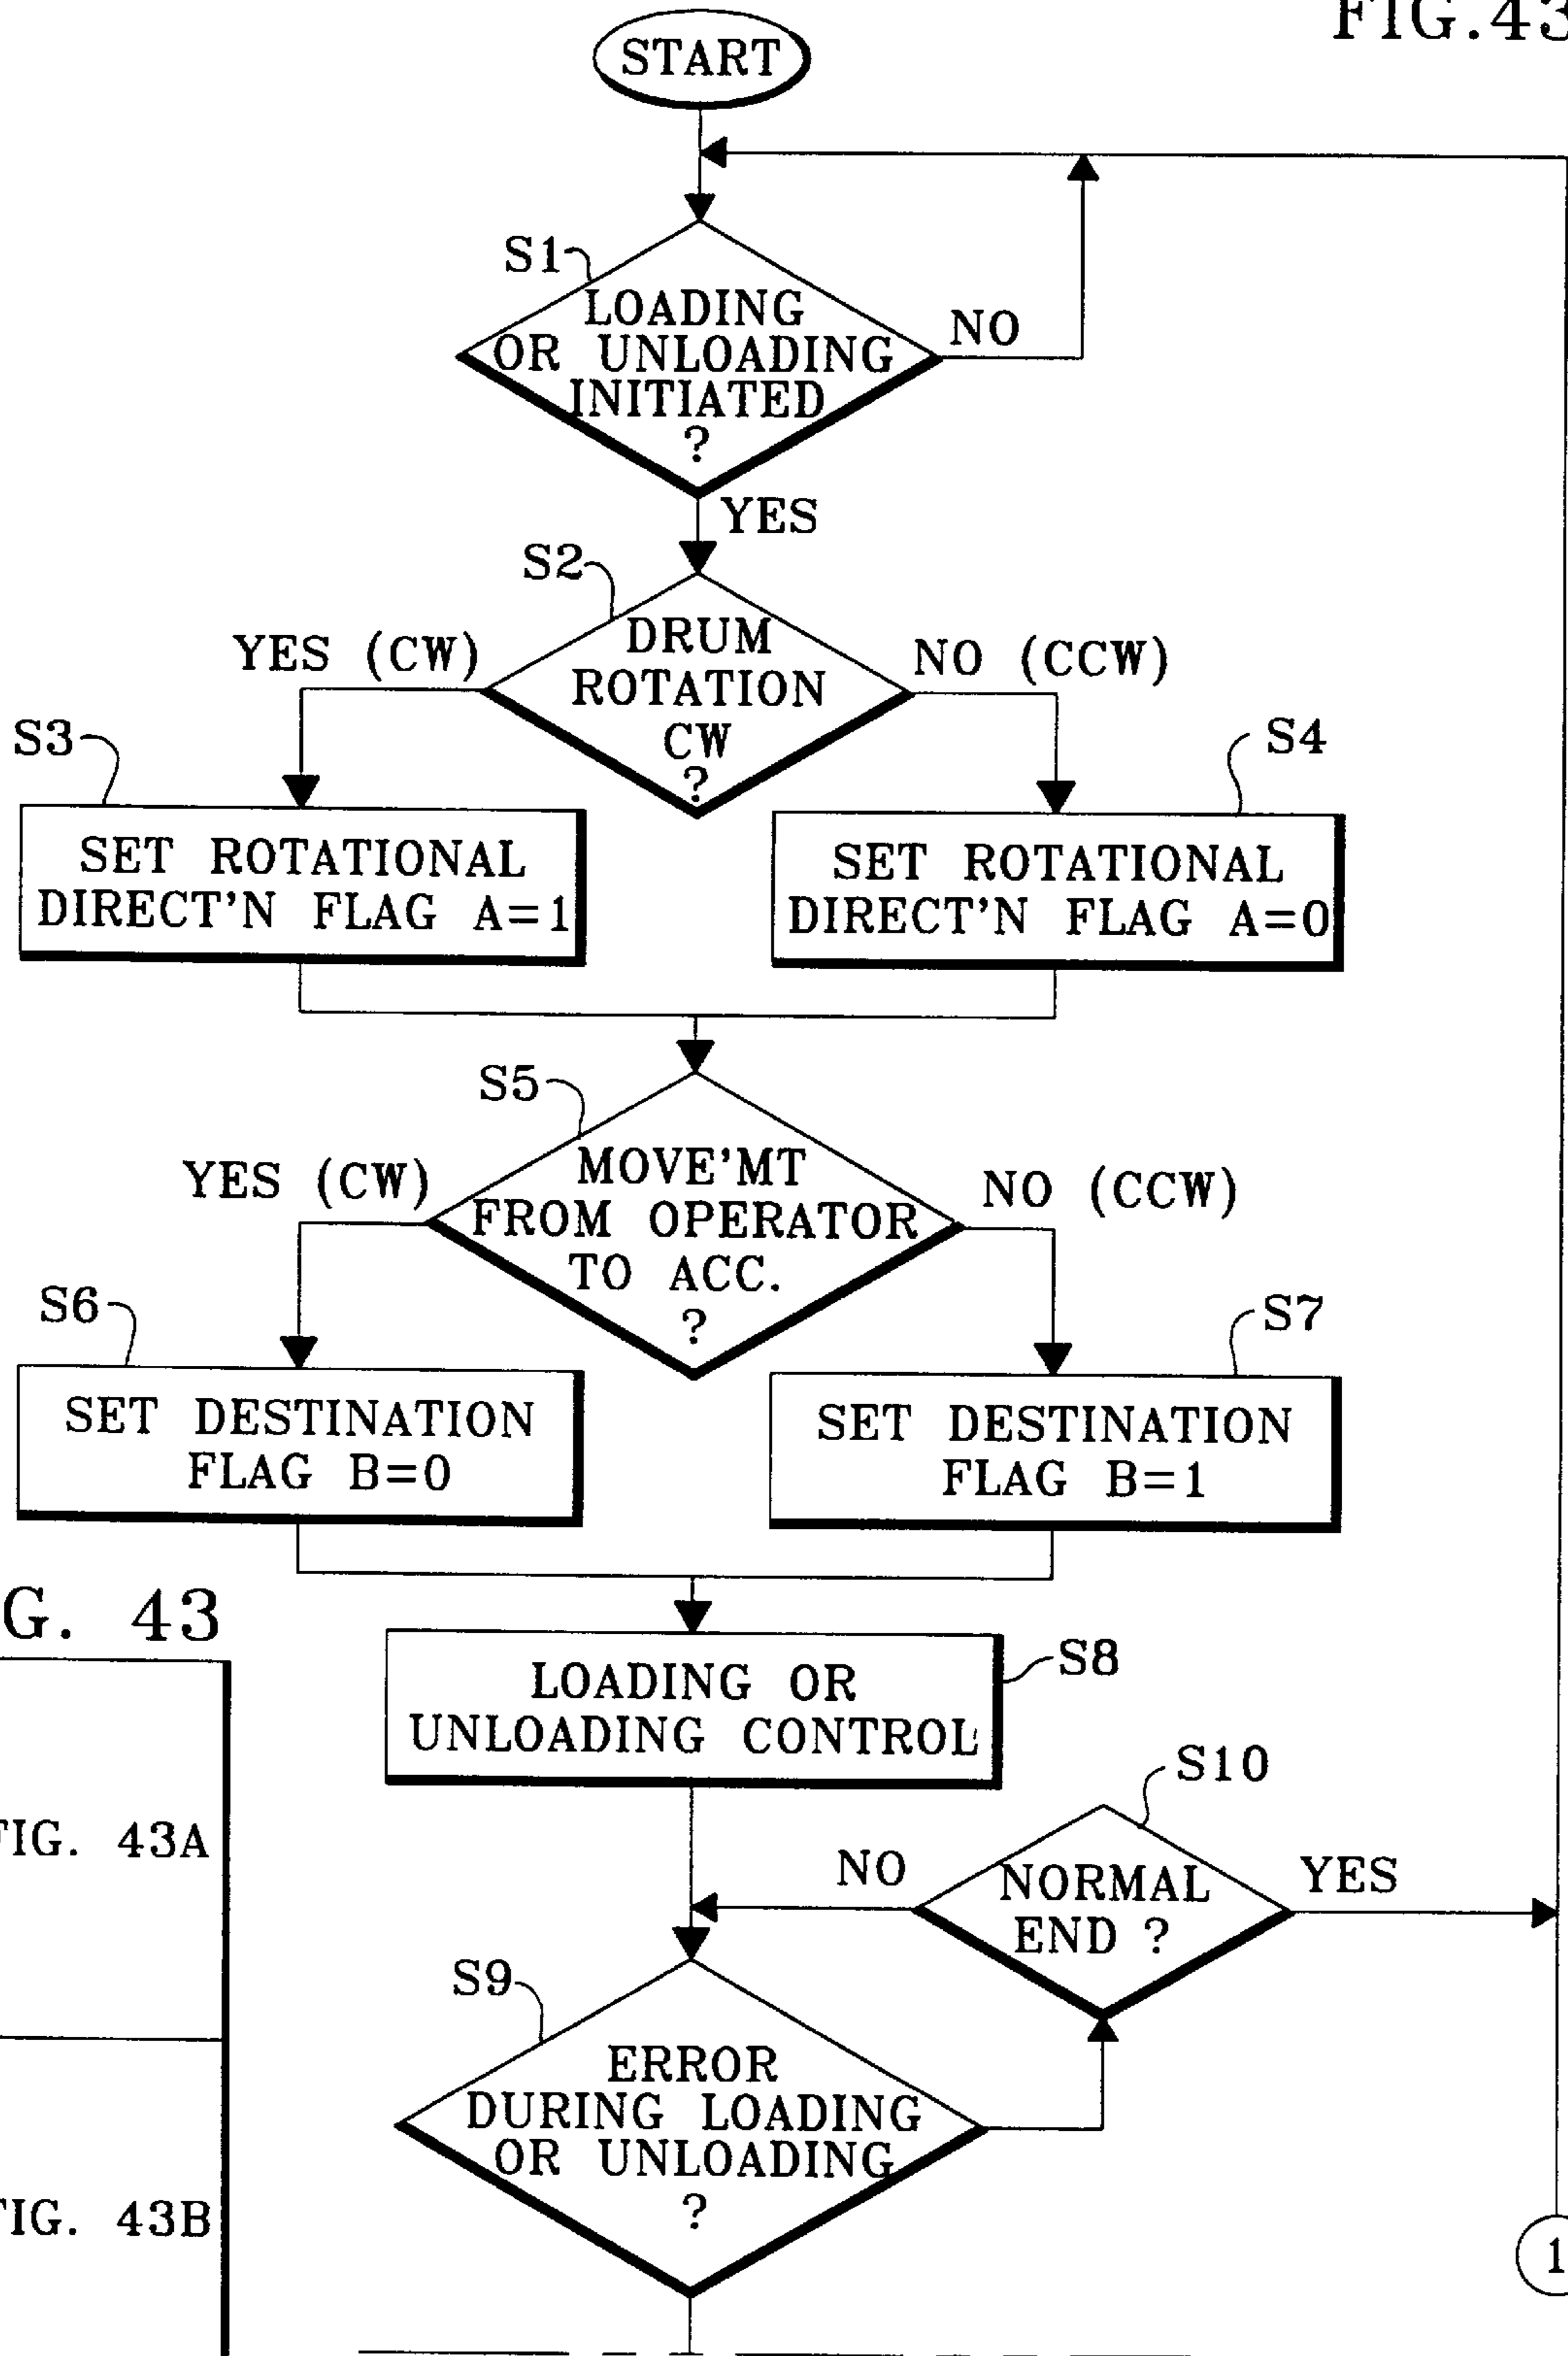 FIG.43
START
S1
LOADING
OR UNLOADING
INITIATED
?
NO
YES
S2
DRUM
ROTATION
CW
?
YES (CW)
NO (CCW)
S3
SET ROTATIONAL
DIRECT'N FLAG A=1
S4
SET ROTATIONAL
DIRECT'N FLAG A=0
S5
MOVE'MT
FROM OPERATOR
TO ACC.
?
YES (CW)
NO (CCW)
S6
SET DESTINATION
FLAG B=0
S7
SET DESTINATION
FLAG B=1
G. 43
FIG. 43A
FIG. 43B
S8
LOADING OR
UNLOADING CONTROL
S10
NORMAL
END ?
NO
YES
S9
ERROR
DURING LOADING
OR UNLOADING
?
1